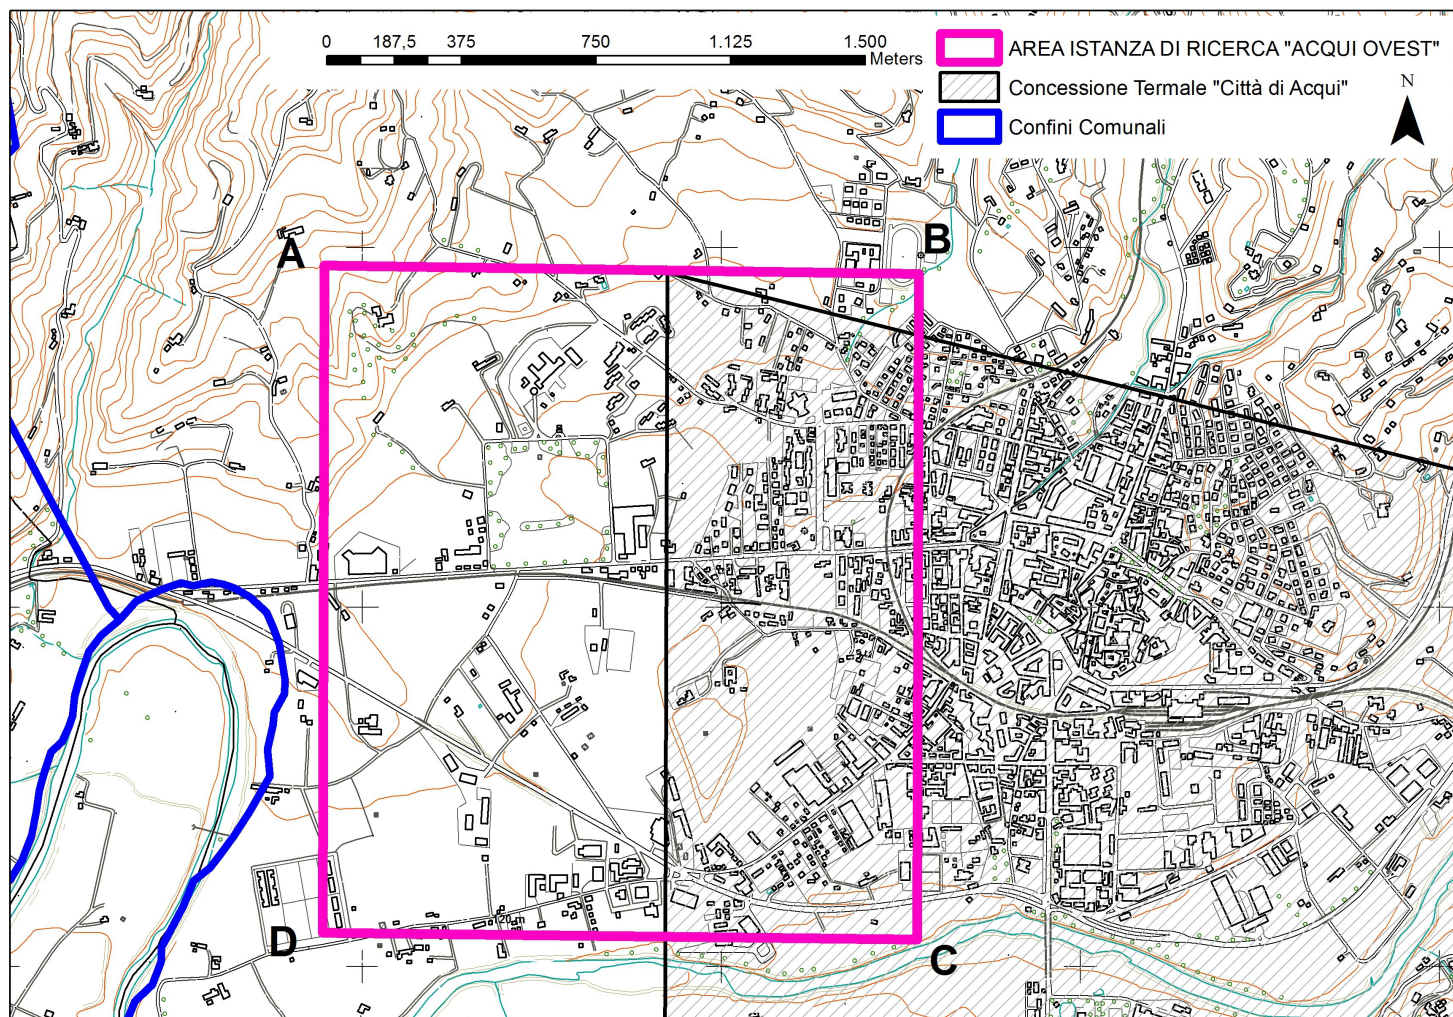 0 187,5 375 750 1.125 1.500
Meters
AREA ISTANZA DI RICERCA "ACQUI OVEST"
Concessione Termale "Città di Acqui"
Confini Comunali
N
A
B
D
C